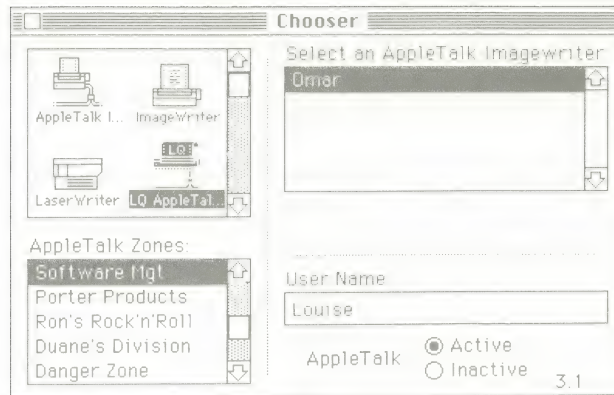 Chooser
AppleTalk I... ImageWriter
LQ
LaserWriter LQ AppleTal...
AppleTalk Zones:
Software Mgt
Porter Products
Ron's Rock'n'Roll
Duane's Division
Danger Zone
Select an AppleTalk Imagewriter
Omar
User Name
Louise
AppleTalk
Active
Inactive
3.1